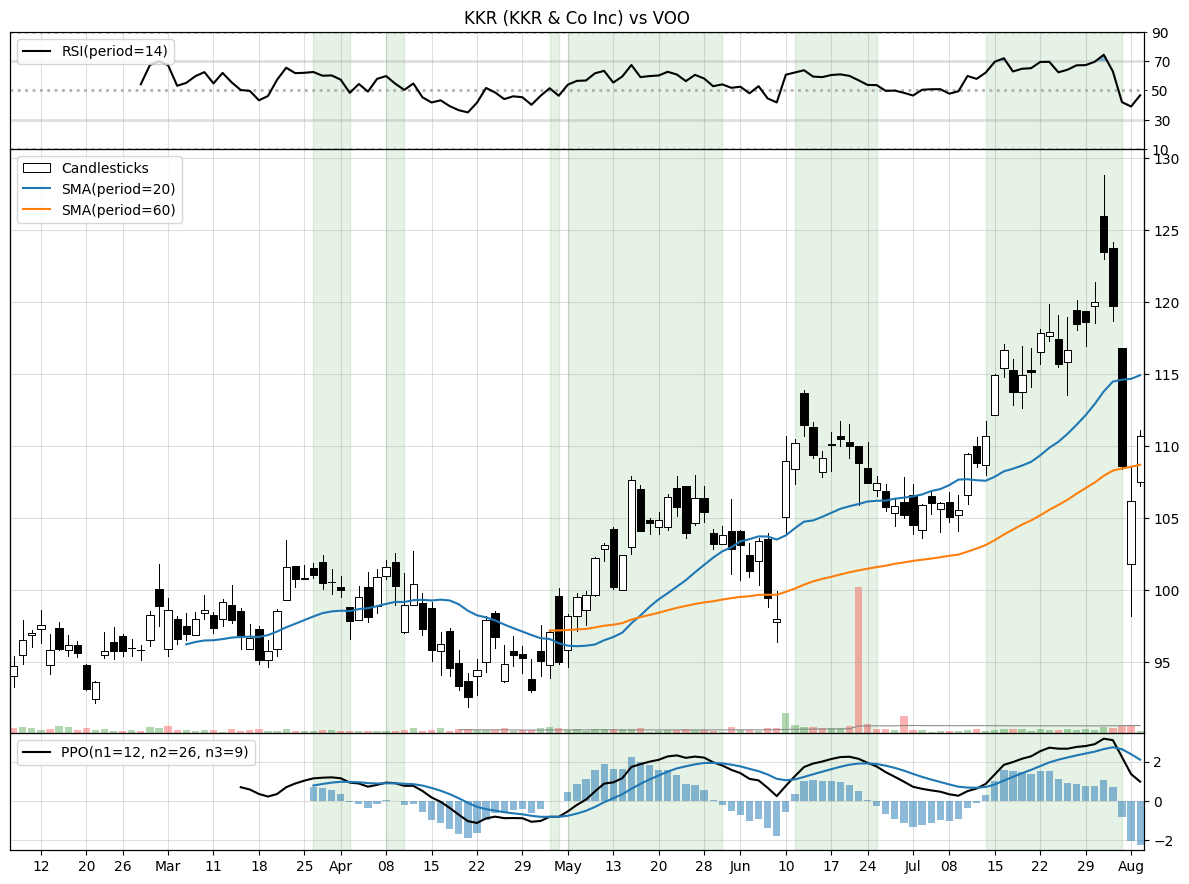 KKR (KKR & Co Inc) vs VOO
RSI(period=14)
90
70
50
30
10
Candlesticks
SMA(period=20)
SMA(period=60)
130
125
120
115
110
105
100
95
PPO(n1=12, n2=26, n3=9)
2
0
−2
12 20 26 Mar 11 18 25 Apr 08 15 22 29 May 13 20 28 Jun 10 17 24 Jul 08 15 22 29 Aug